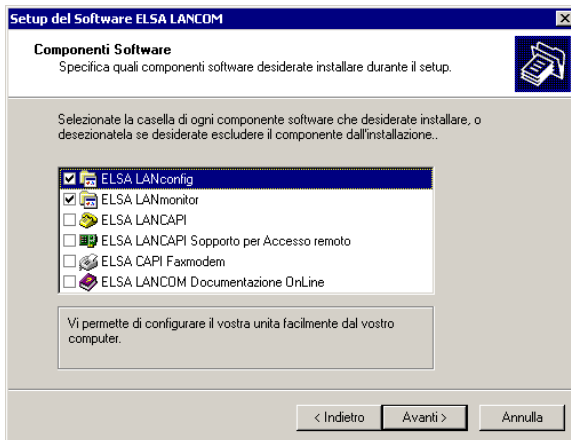 Setup del Software ELSA LANCOM
Componenti Software
Specifica quali componenti software desiderate installare durante il setup.
Selezionate la casella di ogni componente software che desiderate installare, o
desezionatela se desiderate escludere il componente dall'installazione..
ELSA LANconfig
ELSA LANmonitor
ELSA LANCAPI
ELSA LANCAPI Sopporto per Accesso remoto
ELSA CAPI Faxmodem
ELSA LANCOM Documentazione OnLine
Vi permette di configurare il vostra unita facilmente dal vostro
computer.
< Indietro
Avanti >
Annulla